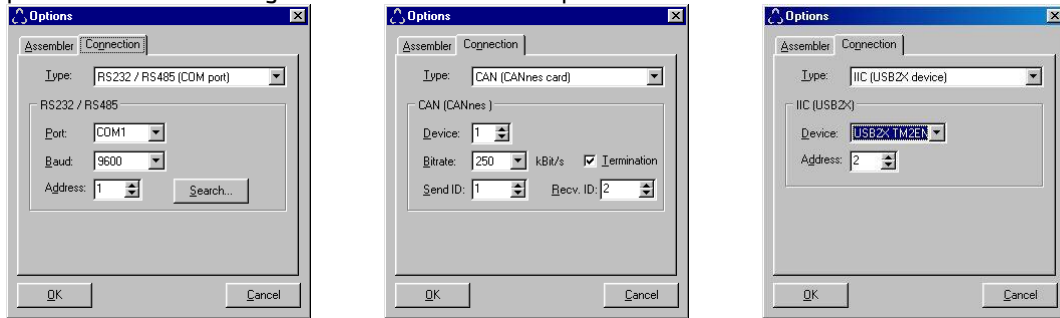 Options
Assembler Connection
Type: RS232 / RS485 (COM port)
RS232 / RS485
Port: COM1
Baud: 9600
Address: 1 Search...
OK Cancel
Options
Assembler Connection
Type: CAN (CANnes card)
CAN (CANnes )
Device: 1
Bitrate: 250 kBit/s Termination
Send ID: 1 Recv. ID: 2
OK Cancel
Options
Assembler Connection
Type: IIC (USB2X device)
IIC (USB2X)
Device: USB2X TM2EN
Address: 2
OK Cancel